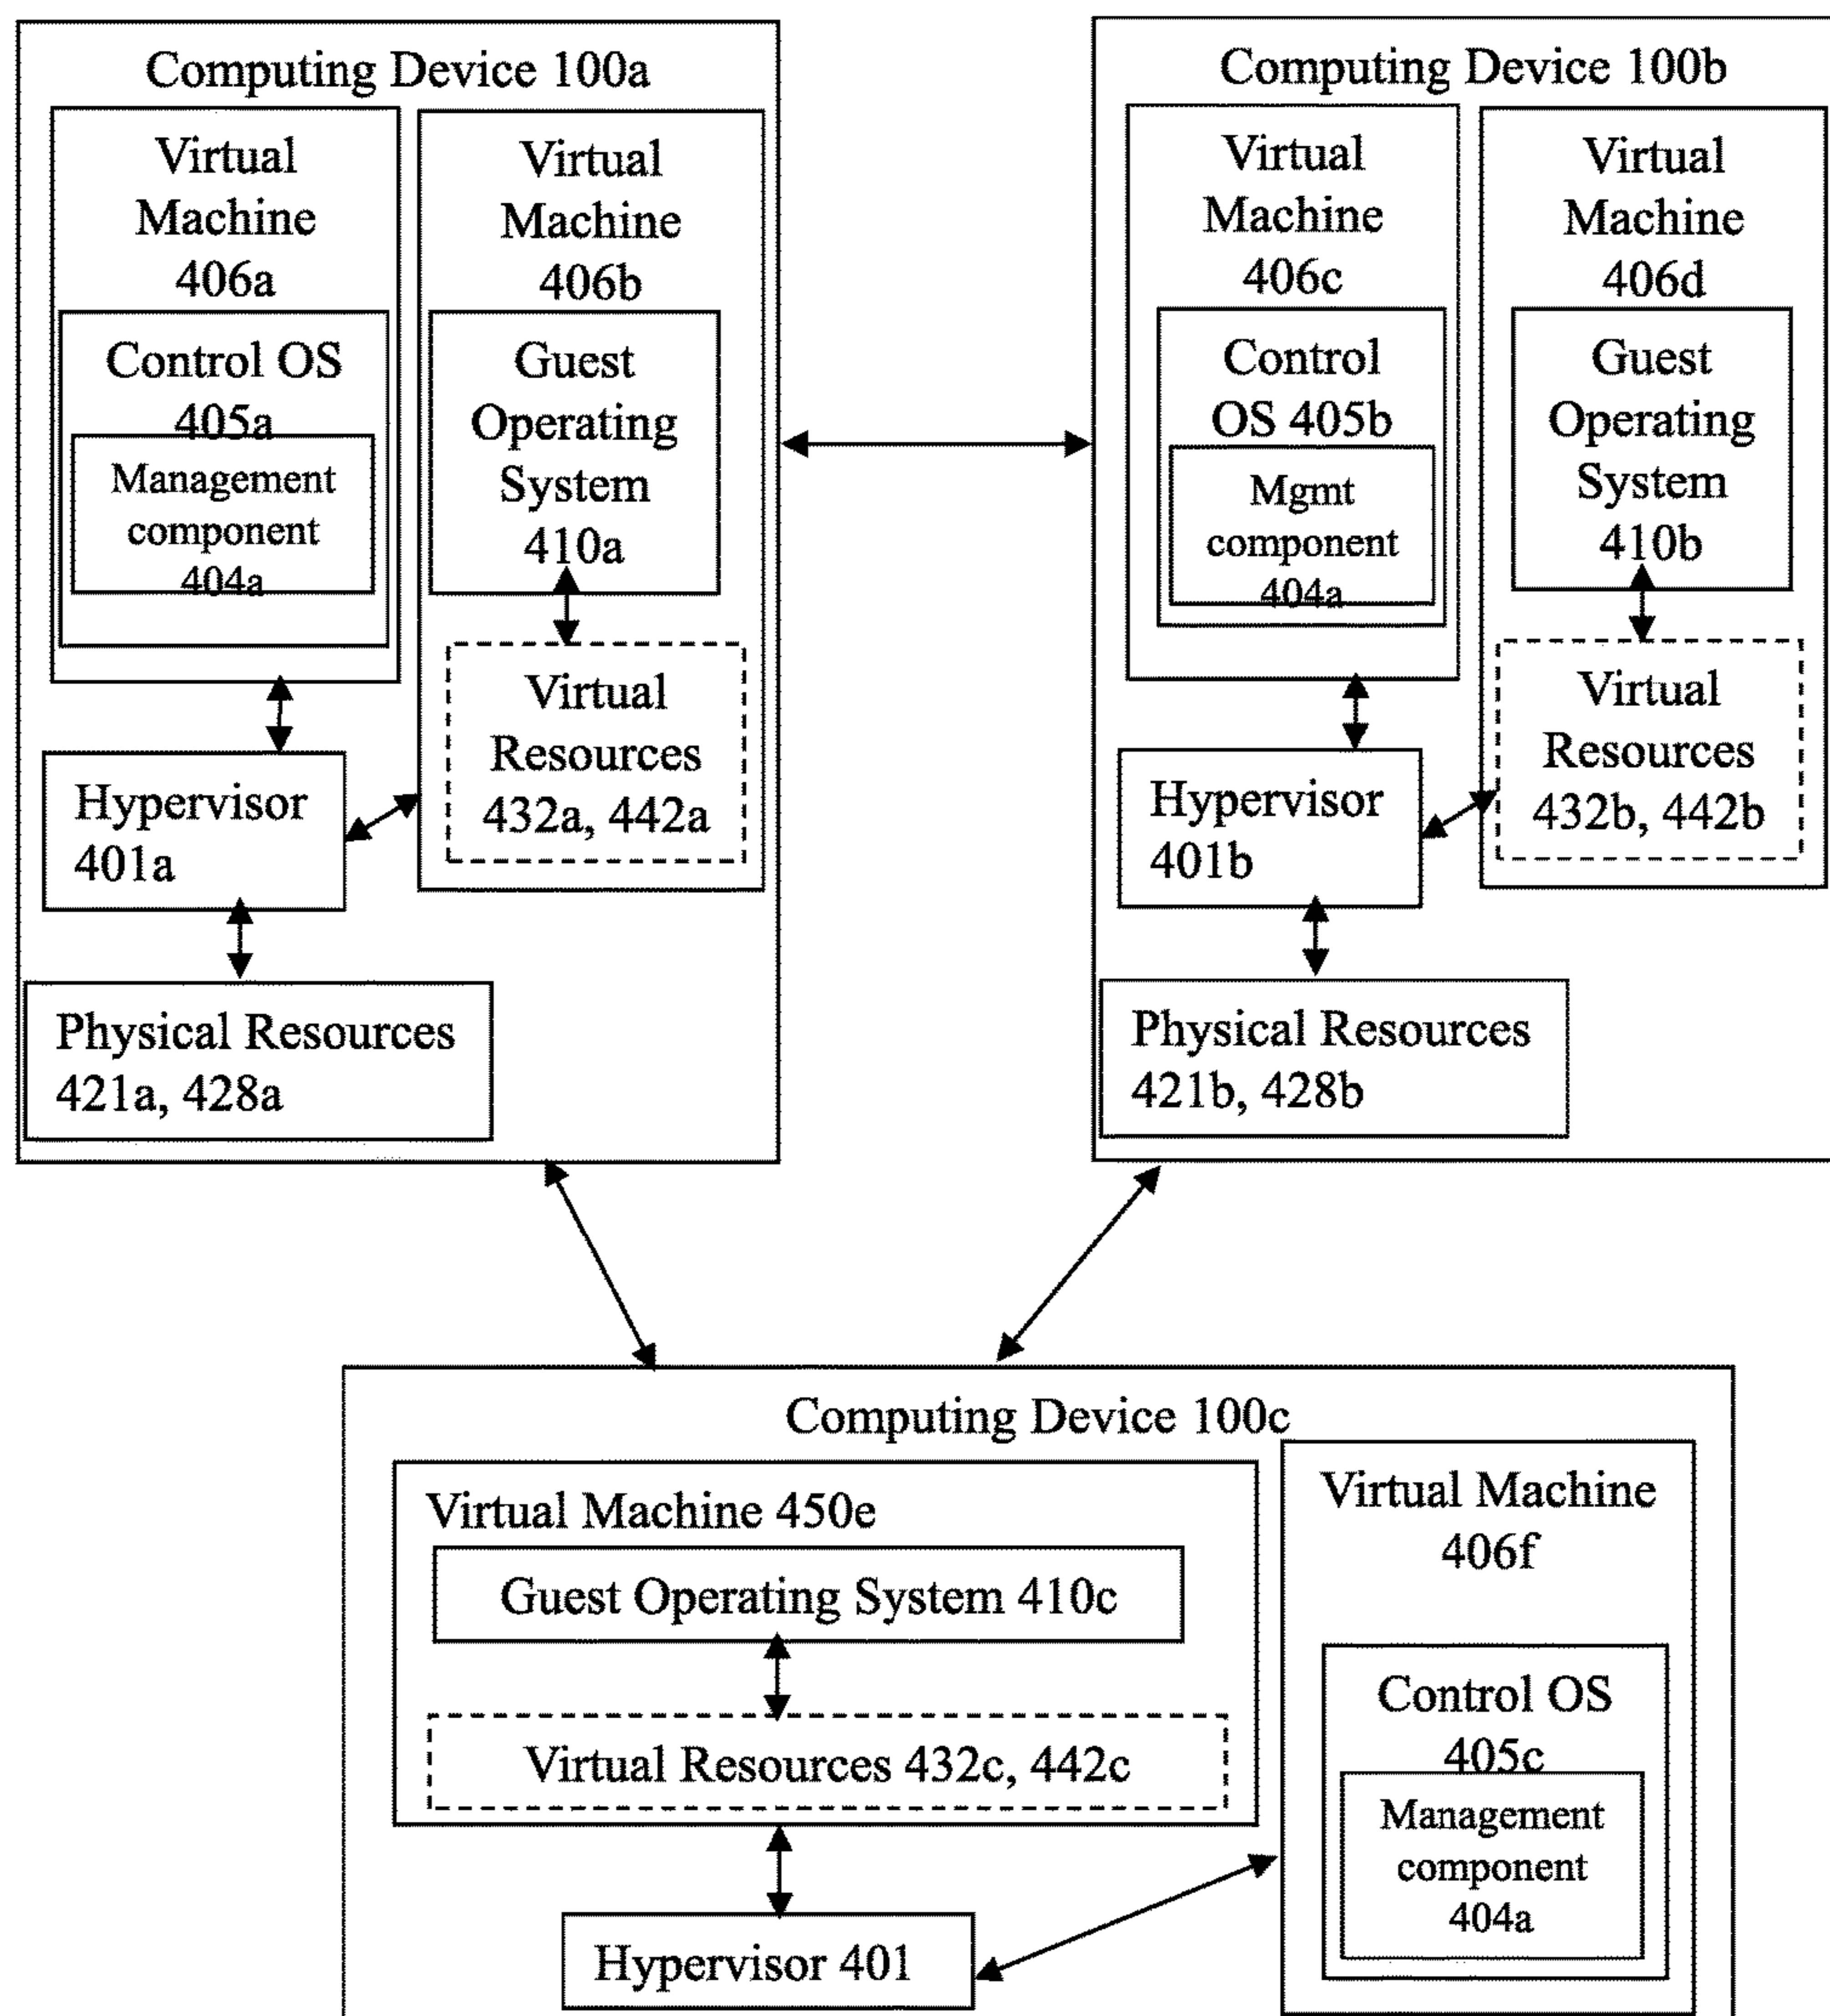 Computing Device 100a
Virtual
Machine
406a
Control OS
405a
Management
component
404a
Virtual
Machine
406b
Guest
Operating
System
410a
Virtual
Resources
432a, 442a
Hypervisor
401a
Physical Resources
421a, 428a
Computing Device 100b
Virtual
Machine
406c
Control
OS 405b
Mgmt
component
404a
Virtual
Machine
406d
Guest
Operating
System
410b
Virtual
Resources
432b, 442b
Hypervisor
401b
Physical Resources
421b, 428b
Computing Device 100c
Virtual Machine 450e
Guest Operating System 410c
Virtual Resources 432c, 442c
Hypervisor 401
Virtual Machine
406f
Control OS
405c
Management
component
404a